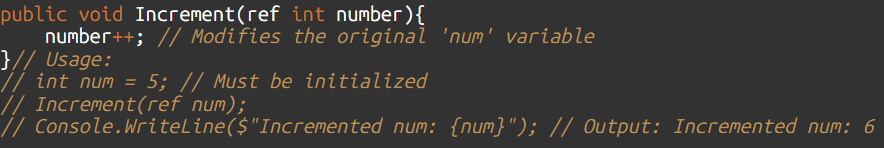 public void Increment(ref int number){
    number++; // Modifies the original 'num' variable
}// Usage:
// int num = 5; // Must be initialized
// Increment(ref num);
// Console.WriteLine($"Incremented num: {num}"); // Output: Incremented num: 6